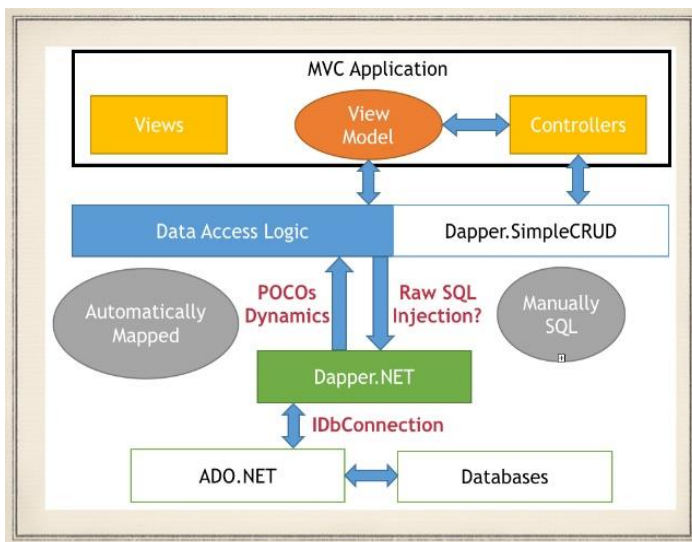 MVC Application
Views
View
Model
Controllers
Data Access Logic
Dapper.SimpleCRUD
Automatically
Mapped
POCOs
Dynamics
Raw SQL
Injection?
Manually
SQL
Dapper.NET
IDbConnection
ADO.NET
Databases